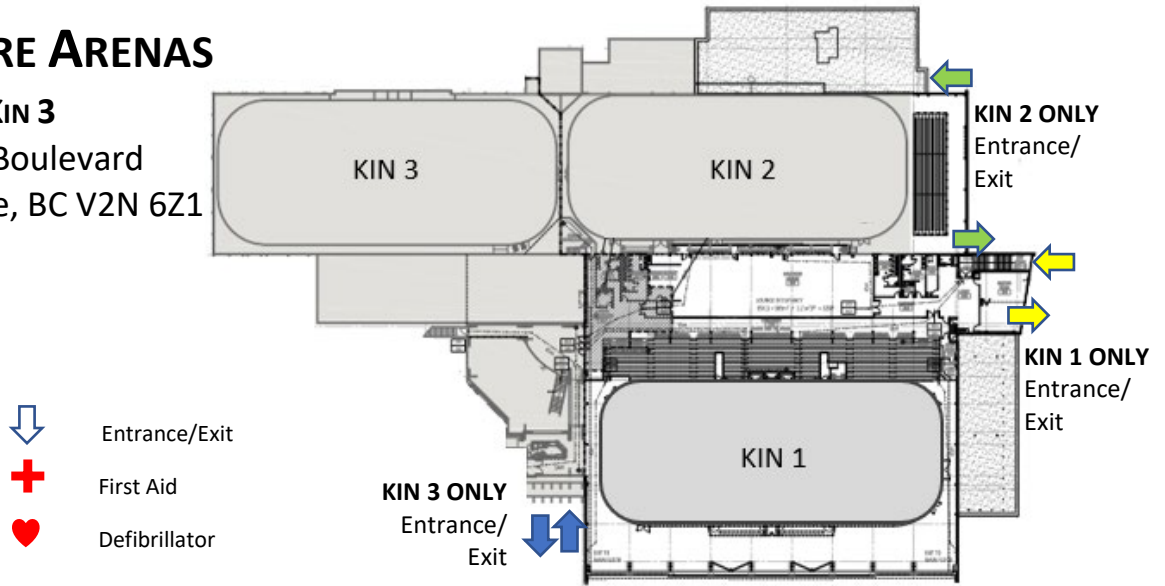 RE ARENAS
KIN 3
Boulevard
e, BC V2N 6Z1
KIN 2 ONLY
Entrance/
Exit
KIN 3
KIN 2
KIN 1 ONLY
Entrance/
Exit
KIN 1
Entrance/Exit
First Aid
Defibrillator
KIN 3 ONLY
Entrance/
Exit